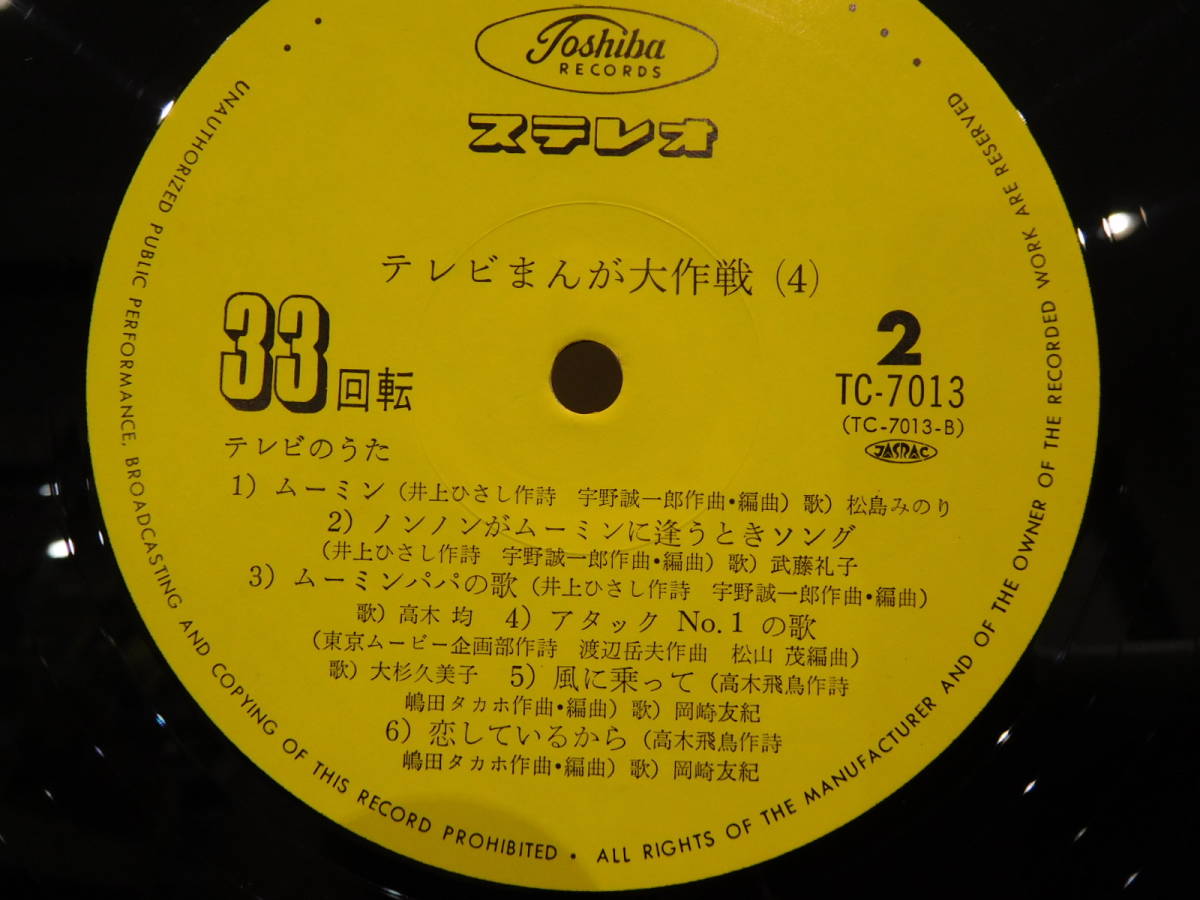 Toshiba
RECORDS
ステレオ
テレビまんが大作戦 (4)
33回転
2
TC-7013
(TC-7013-B)
JASRAC
テレビのうた
1) ムーミン (井上ひさし作詩 宇野誠一郎作曲・編曲) 歌) 松島みのり
2) ノンノンがムーミンに逢うときソング
(井上ひさし作詩 宇野誠一郎作曲・編曲) 歌) 武藤礼子
3) ムーミンパパの歌 (井上ひさし作詩 宇野誠一郎作曲・編曲)
歌) 高木 均 4) アタック No.1 の歌
(東京ムービー企画部作詩 渡辺岳夫作曲 松山 茂編曲)
歌) 大杉久美子 5) 風に乗って (高木飛鳥作詩
嶋田タカホ作曲・編曲) 歌) 岡崎友紀
6) 恋しているから (高木飛鳥作詩
嶋田タカホ作曲・編曲) 歌) 岡崎友紀
UNAUTHORIZED PUBLIC PERFORMANCE, BROADCASTING AND COPYING OF THIS RECORD PROHIBITED • ALL RIGHTS OF THE MANUFACTURER AND OF THE OWNER OF THE RECORDED WORK ARE RESERVED